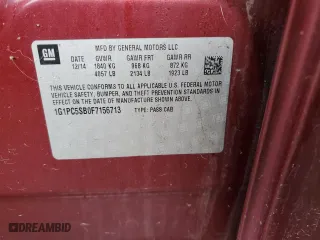 GM
MFD BY GENERAL MOTORS LLC
DATE GVWR GAWR FRT GAWR RR
12/14 1840 KG 968 KG 872 KG
4057 LB 2134 LB 1923 LB
THIS VEHICLE CONFORMS TO ALL APPLICABLE U.S. FEDERAL MOTOR
VEHICLE SAFETY, BUMPER, AND THEFT PREVENTION STANDARDS IN
EFFECT ON THE DATE OF MANUFACTURE SHOWN ABOVE.
1G1PC5SB0F7156713 TYPE: PASS CAR
DREAMBID